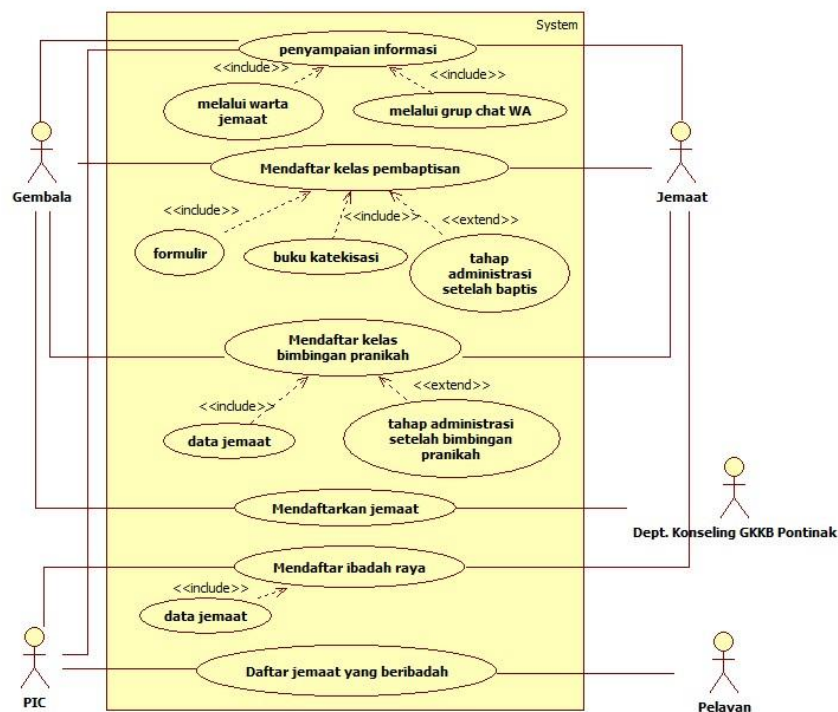 System
penyampaian informasi
<<include>>
<<include>>
melalui warta
jemaat
melalui grup chat WA
Gembala
Mendaftar kelas pembaptisan
Jemaat
<<include>>
<<include>>
<<extend>>
formulir
buku katekisasi
tahap
administrasi
setelah baptis
Mendaftar kelas
bimbingan pranikah
<<include>>
<<extend>>
data jemaat
tahap administrasi
setelah bimbingan
pranikah
Mendaftarkan jemaat
Dept. Konseling GKKB Pontinak
Mendaftar ibadah raya
<<include>>
data jemaat
Daftar jemaat yang beribadah
PIC
Pelayan